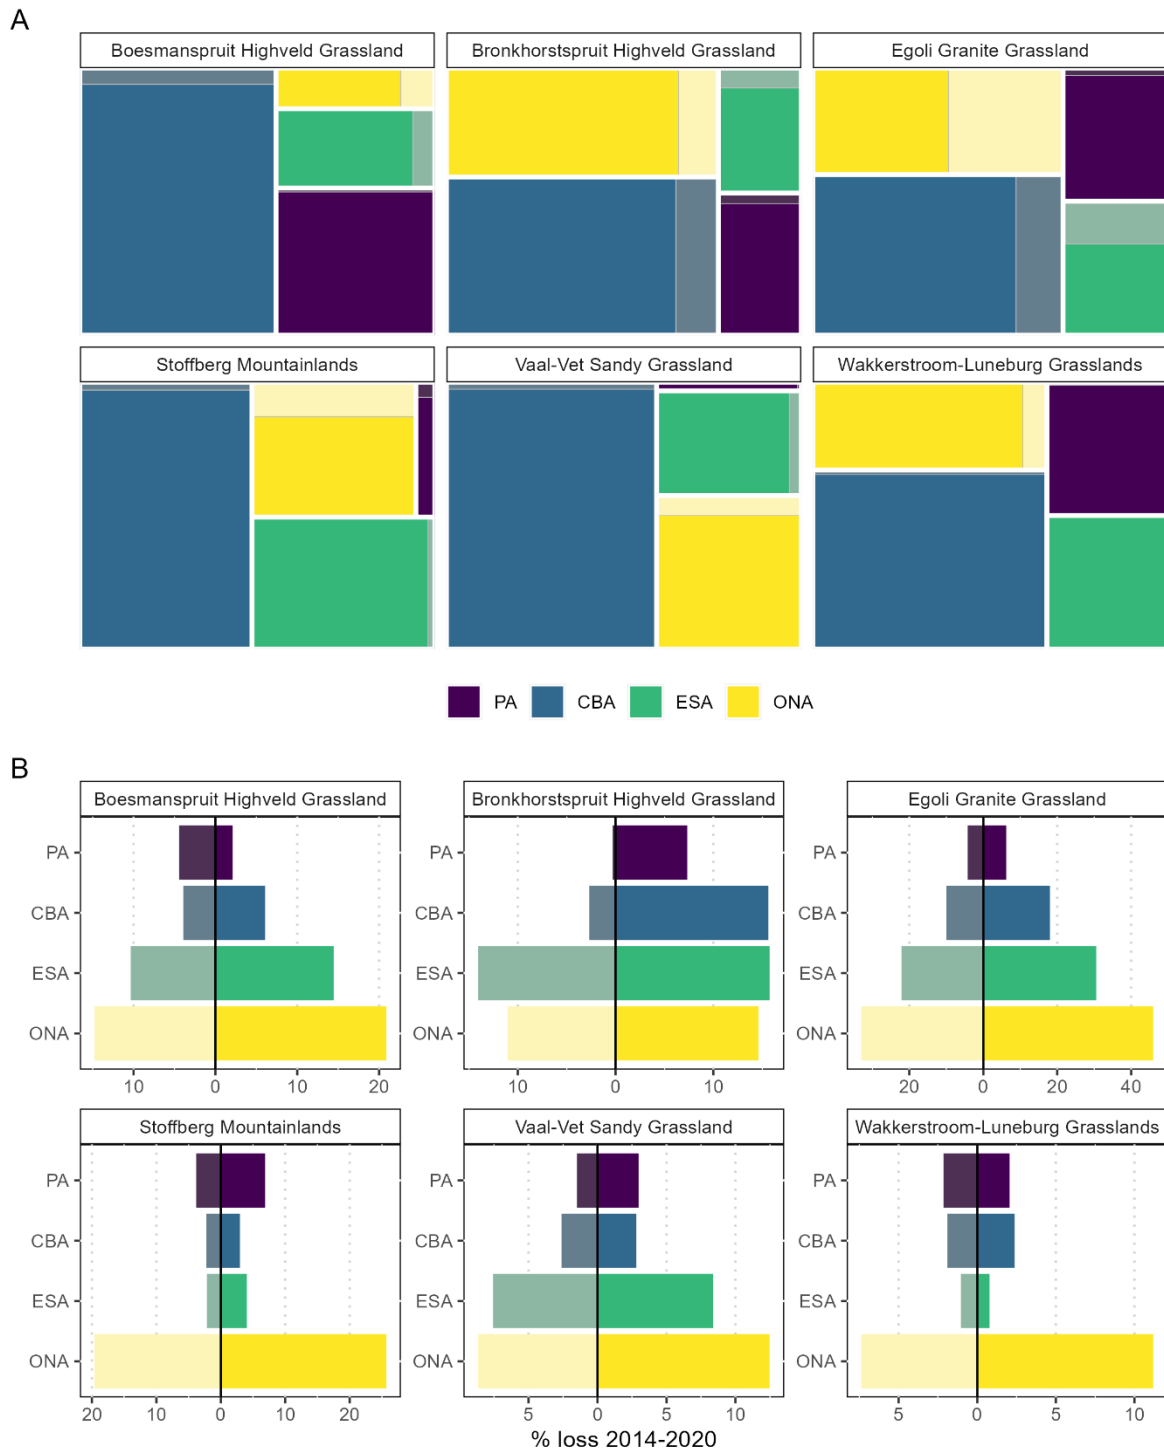 A
Boesmanspruit Highveld Grassland
Bronkhorstspruit Highveld Grassland
Egoli Granite Grassland
Stoffberg Mountainlands
Vaal-Vet Sandy Grassland
Wakkerstroom-Luneburg Grasslands
PA CBA ESA ONA
B
Boesmanspruit Highveld Grassland
Bronkhorstspruit Highveld Grassland
Egoli Granite Grassland
PA PA PA
CBA CBA CBA
ESA ESA ESA
ONA ONA ONA
10 0 10 20
10 0 10
20 0 20 40
Stoffberg Mountainlands
Vaal-Vet Sandy Grassland
Wakkerstroom-Luneburg Grasslands
PA PA PA
CBA CBA CBA
ESA ESA ESA
ONA ONA ONA
20 10 0 10 20
5 0 5 10
5 0 5 10
% loss 2014-2020